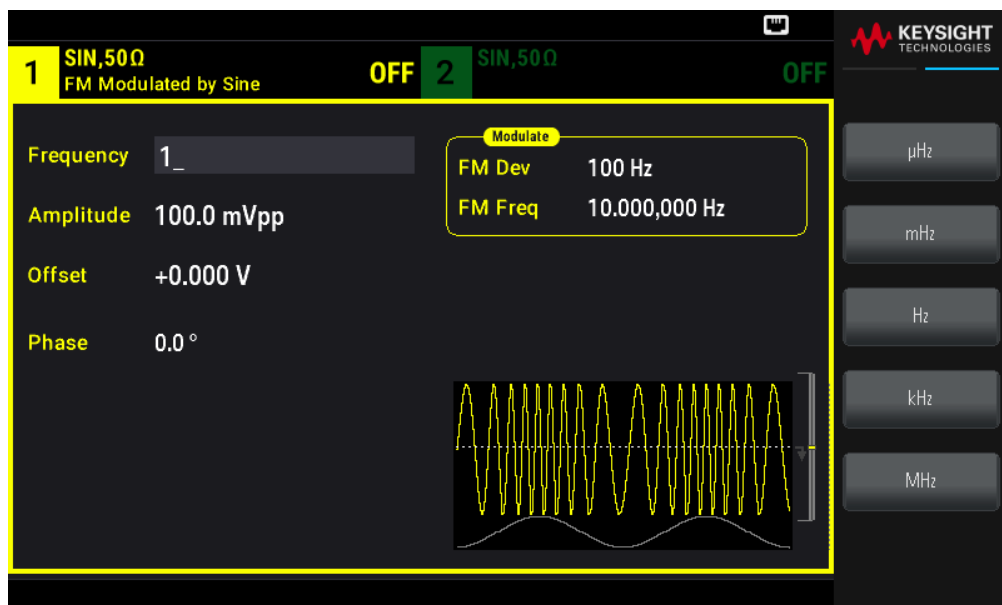 KEYSIGHT
TECHNOLOGIES
1 SIN,50Ω
FM Modulated by Sine OFF
2 SIN,50Ω
OFF
Frequency 1_
Amplitude 100.0 mVpp
Offset +0.000 V
Phase 0.0 °
Modulate
FM Dev 100 Hz
FM Freq 10.000,000 Hz
µHz
mHz
Hz
kHz
MHz